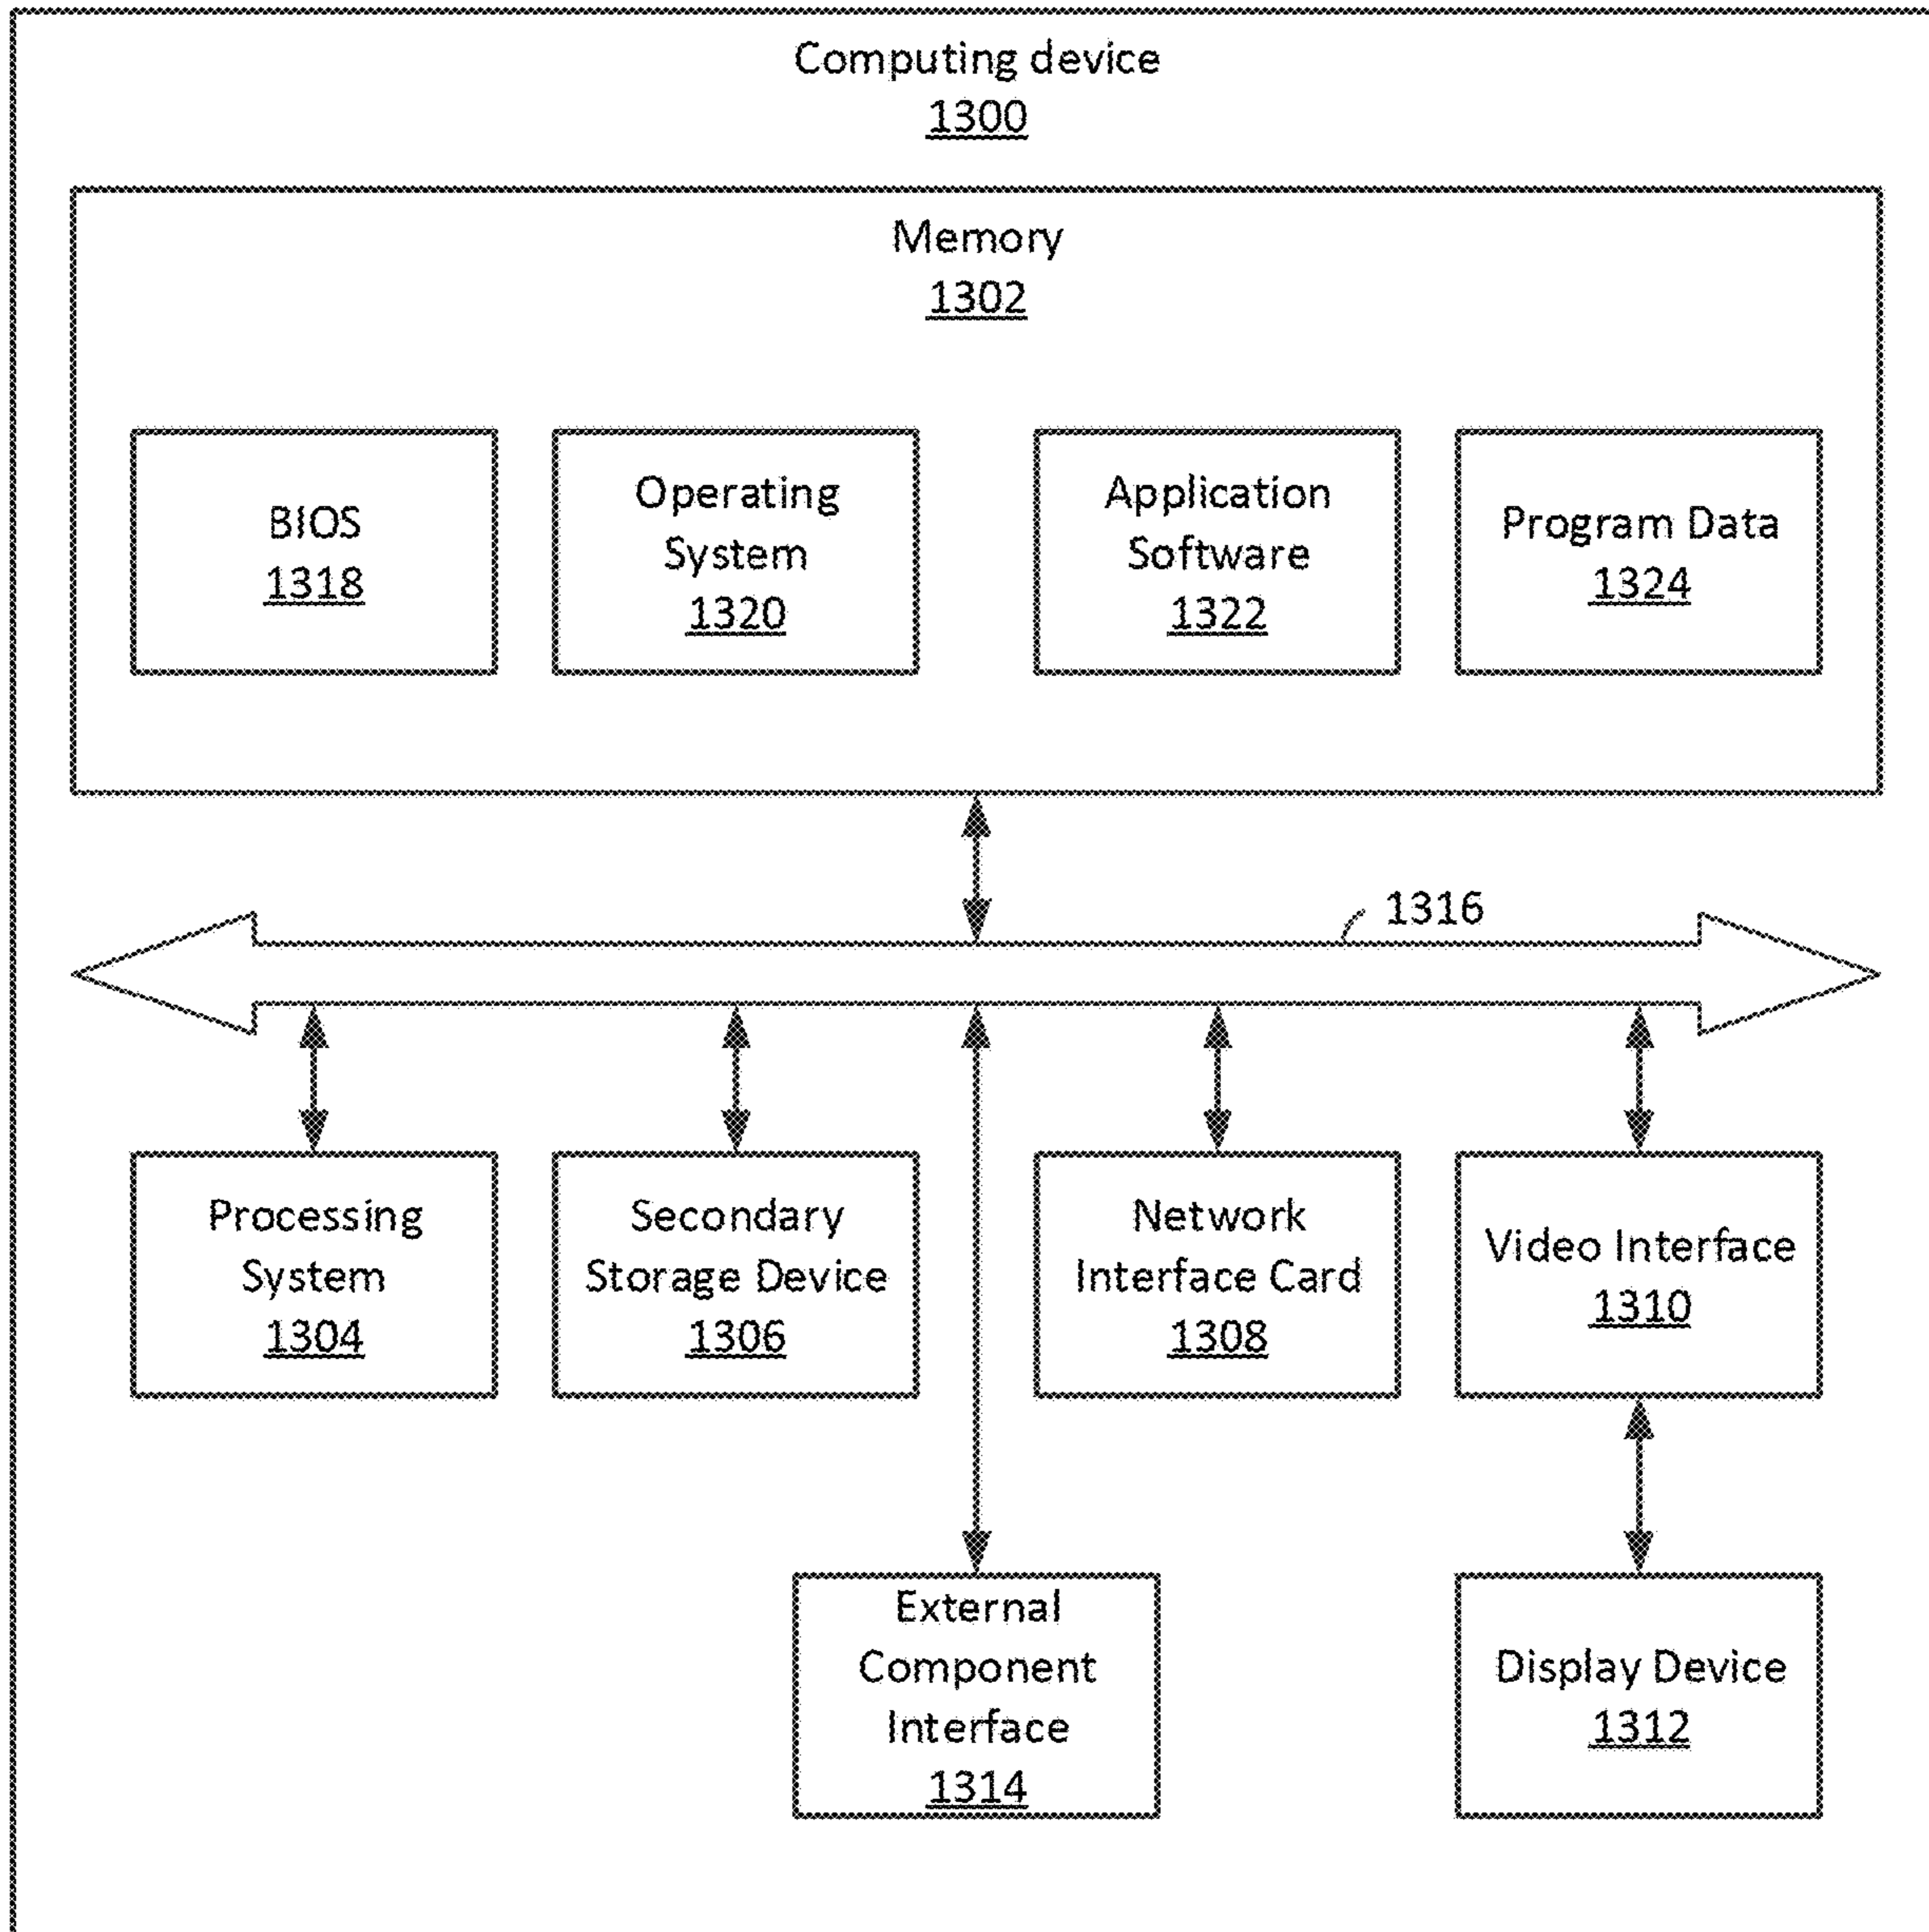 Computing device
1300
Memory
1302
BIOS
1318
Operating
System
1320
Application
Software
1322
Program Data
1324
1316
Processing
System
1304
Secondary
Storage Device
1306
Network
Interface Card
1308
Video Interface
1310
External
Component
Interface
1314
Display Device
1312